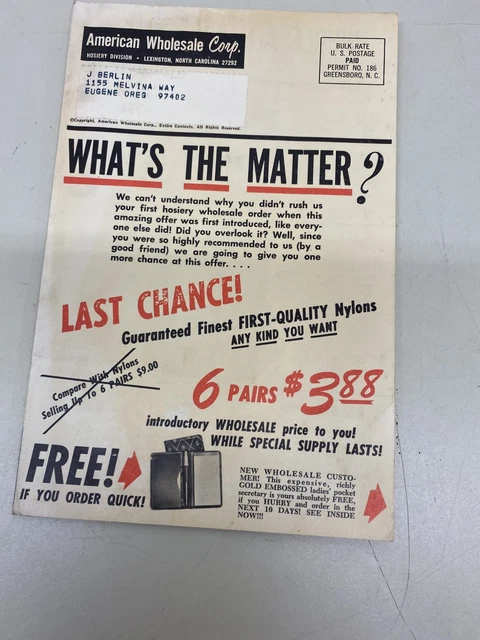 American Wholesale Corp.
HOSIERY DIVISION • LEXINGTON, NORTH CAROLINA 27292
BULK RATE
U. S. POSTAGE
PAID
PERMIT NO. 186
GREENSBORO, N. C.
J BERLIN
1155 MELVINA WAY
EUGENE OREG 97402
©Copyright, American Wholesale Corp., Entire Contents. All Rights Reserved.
WHAT'S THE MATTER?
We can't understand why you didn't rush us
your first hosiery wholesale order when this
amazing offer was first introduced, like every-
one else did! Did you overlook it? Well, since
you were so highly recommended to us (by a
good friend) we are going to give you one
more chance at this offer. . . .
LAST CHANCE!
Guaranteed Finest FIRST-QUALITY Nylons
ANY KIND YOU WANT
Compare With Nylons
Selling Up To 6 PAIRS $9.00
6 PAIRS $3.88
introductory WHOLESALE price to you!
WHILE SPECIAL SUPPLY LASTS!
FREE!
IF YOU ORDER QUICK!
NEW WHOLESALE CUSTO-
MER! This expensive, richly
GOLD EMBOSSED ladies' pocket
secretary is yours absolutely FREE,
if you HURRY and order in the
NEXT 10 DAYS! SEE INSIDE
NOW!!!